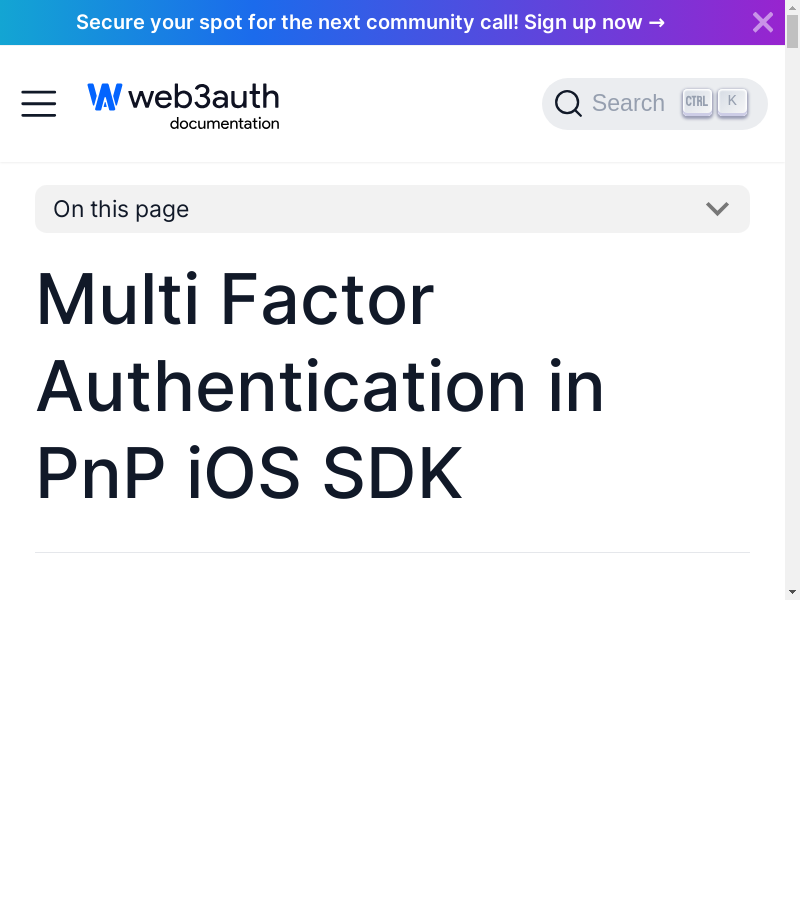 Secure your spot for the next community call! Sign up now →
web3auth
documentation
Search CTRL K
On this page
Multi Factor
Authentication in
PnP iOS SDK